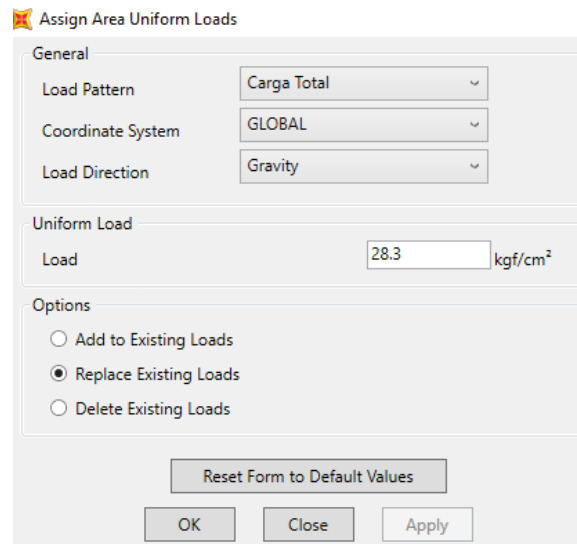 Assign Area Uniform Loads
General
Load Pattern Carga Total
Coordinate System GLOBAL
Load Direction Gravity
Uniform Load
Load 28.3 kgf/cm²
Options
Add to Existing Loads
Replace Existing Loads
Delete Existing Loads
Reset Form to Default Values
OK Close Apply